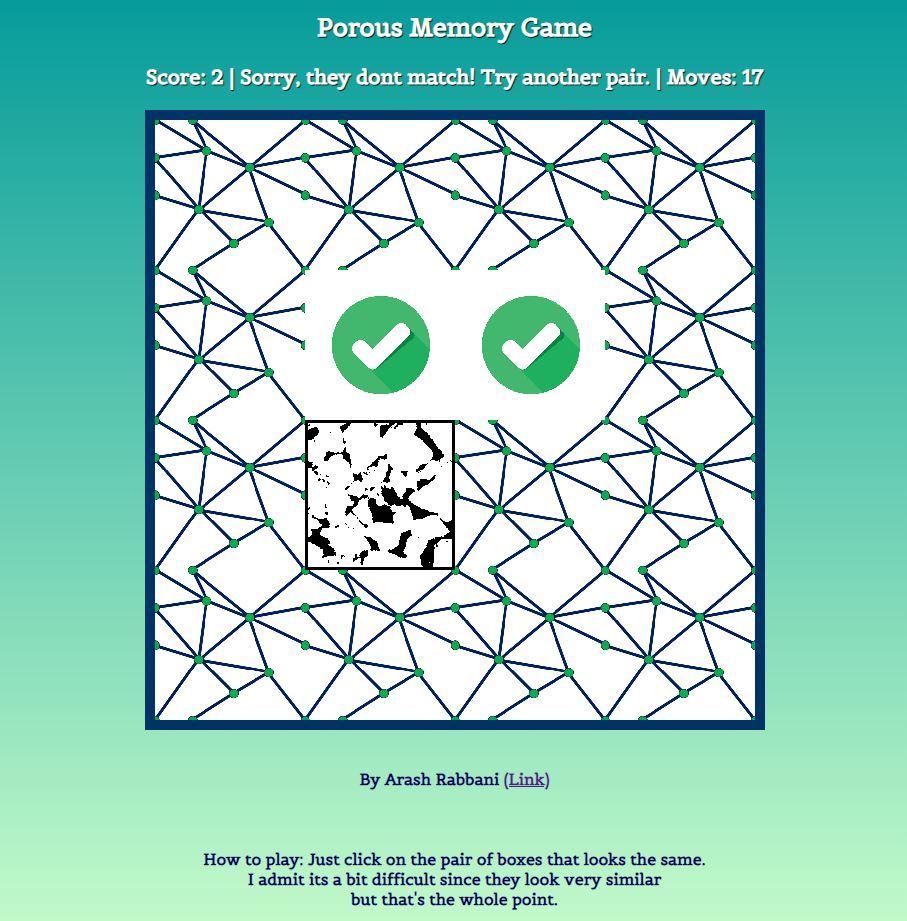 Porous Memory Game
Score: 2 | Sorry, they dont match! Try another pair. | Moves: 17
By Arash Rabbani (Link)
How to play: Just click on the pair of boxes that looks the same.
I admit its a bit difficult since they look very similar
but that's the whole point.